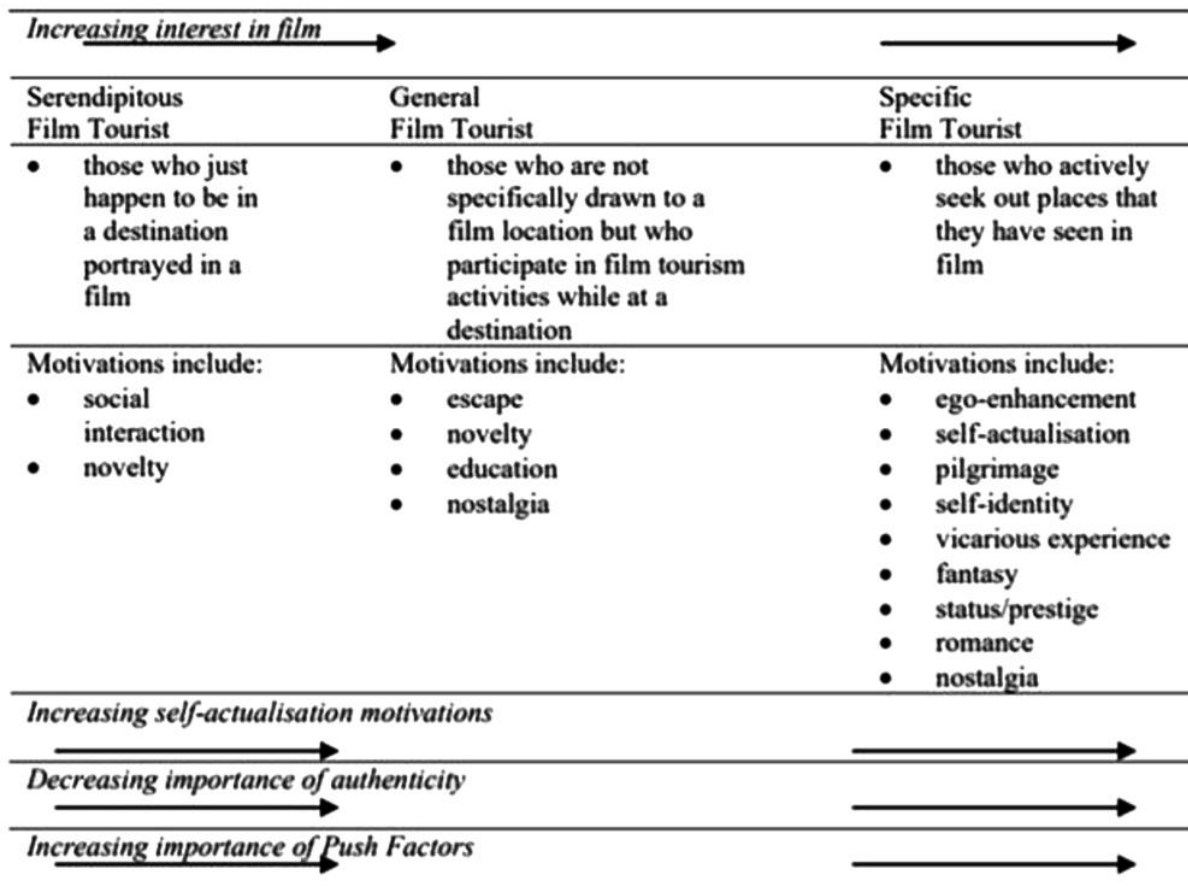 Increasing interest in film
Serendipitous
Film Tourist
General
Film Tourist
Specific
Film Tourist
• those who just
happen to be in
a destination
portrayed in a
film
• those who are not
specifically drawn to a
film location but who
participate in film tourism
activities while at a
destination
• those who actively
seek out places that
they have seen in
film
Motivations include:
• social
interaction
• novelty
Motivations include:
• escape
• novelty
• education
• nostalgia
Motivations include:
• ego-enhancement
• self-actualisation
• pilgrimage
• self-identity
• vicarious experience
• fantasy
• status/prestige
• romance
• nostalgia
Increasing self-actualisation motivations
Decreasing importance of authenticity
Increasing importance of Push Factors